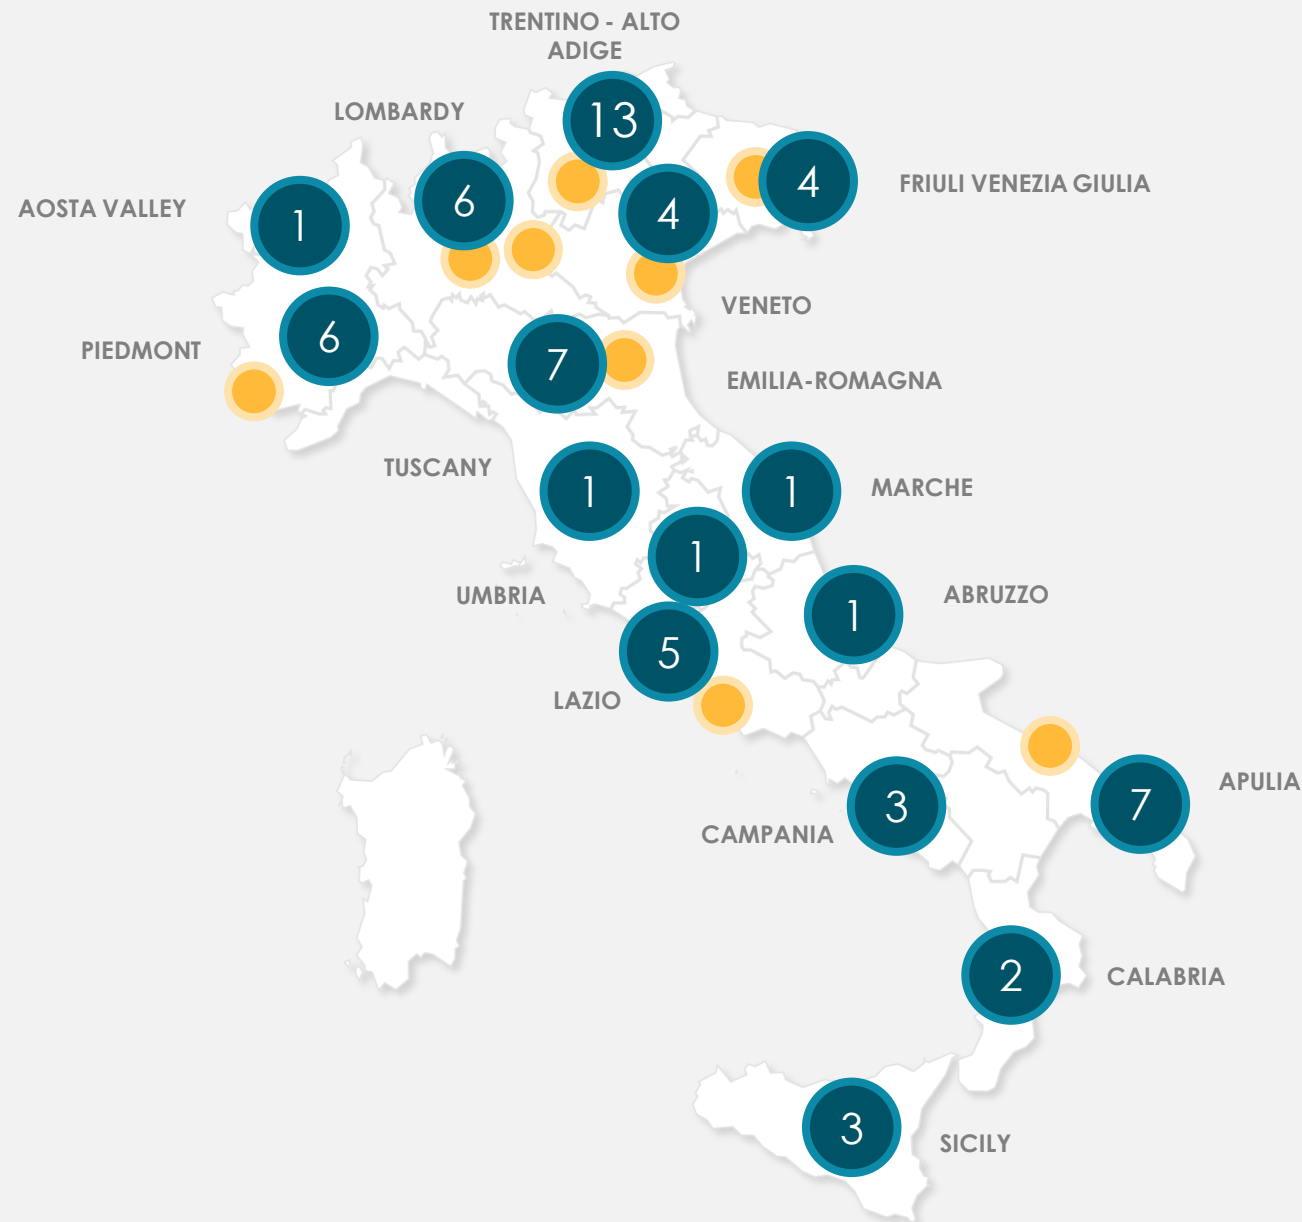 TRENTINO - ALTO
ADIGE
13
LOMBARDY
6
4
4
FRIULI VENEZIA GIULIA
AOSTA VALLEY
1
VENETO
PIEDMONT
6
7
EMILIA-ROMAGNA
TUSCANY
1
1
MARCHE
1
UMBRIA
1
ABRUZZO
5
LAZIO
APULIA
7
3
CAMPANIA
2
CALABRIA
3
SICILY